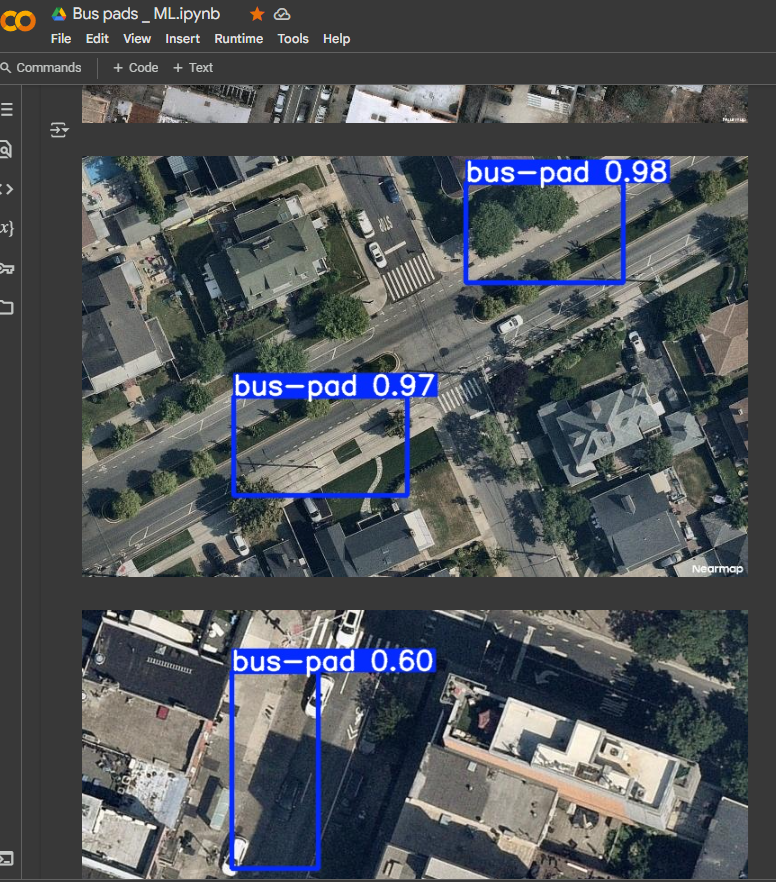 CO Bus pads _ ML.ipynb
File Edit View Insert Runtime Tools Help
Commands + Code + Text
bus-pad 0.98
BUS
bus-pad 0.97
Nearmap
bus-pad 0.60